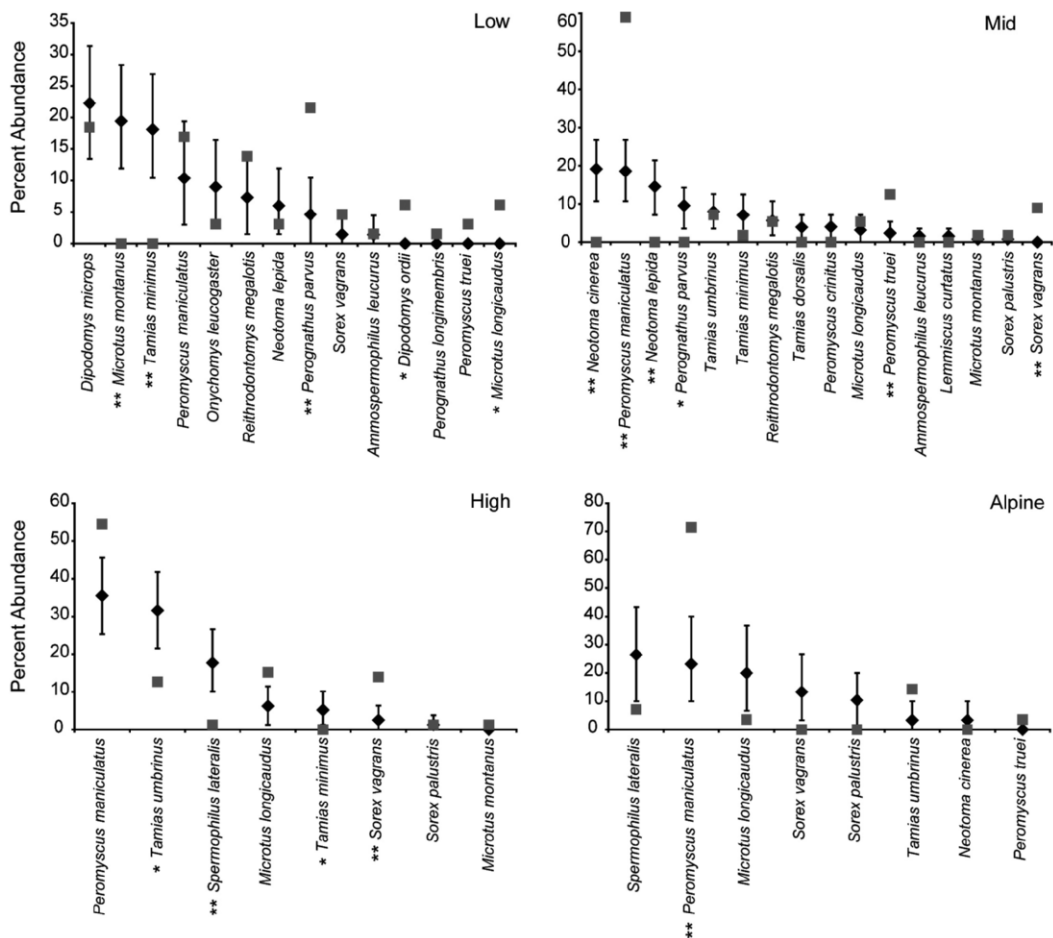 Low
Percent Abundance
35
30
25
20
15
10
5
0
Dipodomys microps
** Microtus montanus
** Tamias minimus
Peromyscus maniculatus
Onychomys leucogaster
Reithrodontomys megalotis
Neotoma lepida
** Perognathus parvus
Sorex vagrans
Ammospermophilus leucurus
* Dipodomys ordii
Perognathus longimembris
Peromyscus truei
* Microtus longicaudus
Mid
60
50
40
30
20
10
0
** Neotoma cinerea
** Peromyscus maniculatus
** Neotoma lepida
* Perognathus parvus
Tamias umbrinus
Tamias minimus
Reithrodontomys megalotis
Tamias dorsalis
Peromyscus crinitus
Microtus longicaudus
** Peromyscus truei
Ammospermophilus leucurus
Lemmiscus curtatus
Microtus montanus
Sorex palustris
** Sorex vagrans
High
Percent Abundance
60
50
40
30
20
10
0
Peromyscus maniculatus
* Tamias umbrinus
** Spermophilus lateralis
Microtus longicaudus
* Tamias minimus
** Sorex vagrans
Sorex palustris
Microtus montanus
Alpine
80
70
60
50
40
30
20
10
0
Spermophilus lateralis
** Peromyscus maniculatus
Microtus longicaudus
Sorex vagrans
Sorex palustris
Tamias umbrinus
Neotoma cinerea
Peromyscus truei